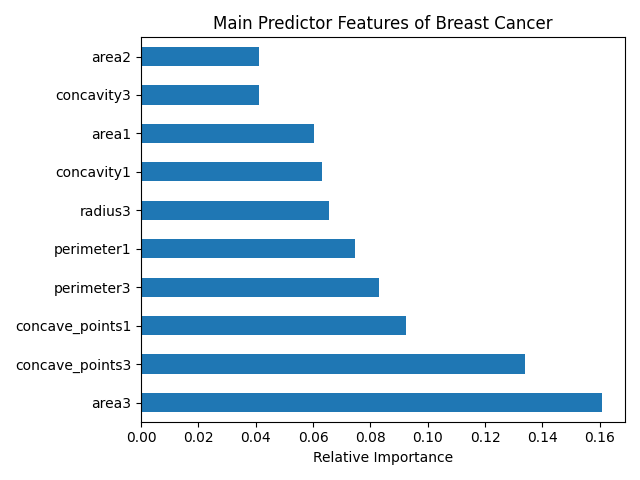 Main Predictor Features of Breast Cancer
area2
concavity3
area1
concavity1
radius3
perimeter1
perimeter3
concave_points1
concave_points3
area3
0.00 0.02 0.04 0.06 0.08 0.10 0.12 0.14 0.16
Relative Importance